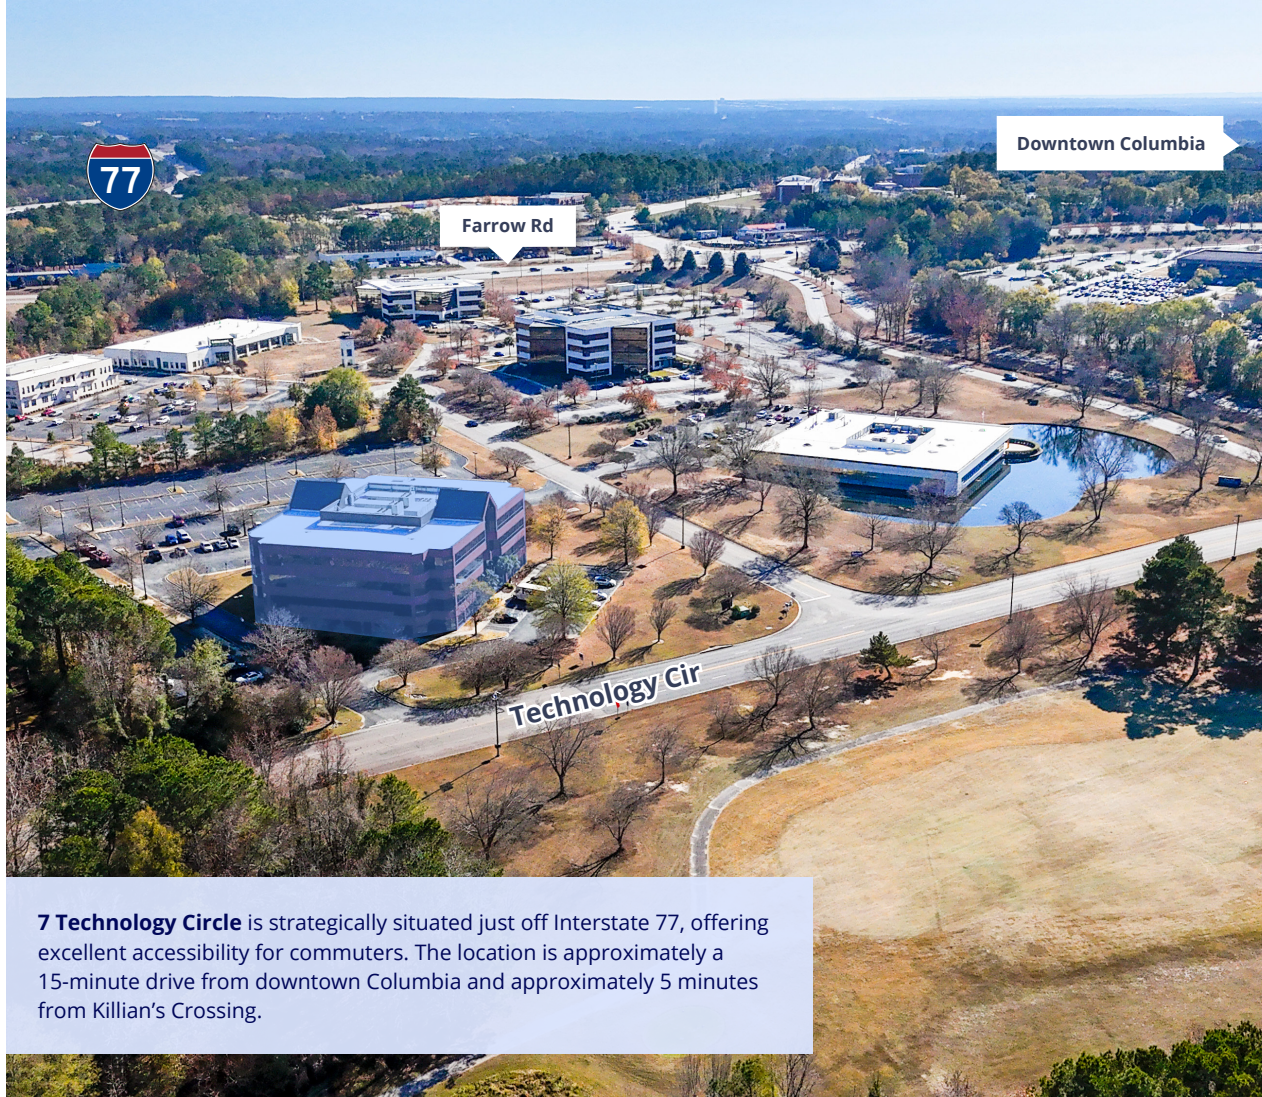 77
Downtown Columbia
Farrow Rd
Technology Cir
7 Technology Circle is strategically situated just off Interstate 77, offering
excellent accessibility for commuters. The location is approximately a
15-minute drive from downtown Columbia and approximately 5 minutes
from Killian’s Crossing.